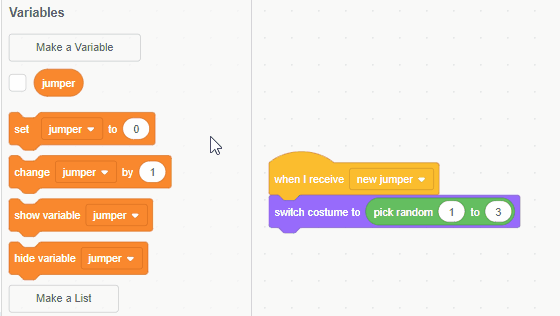 Variables
Make a Variable
jumper
set jumper to 0
change jumper by 1
show variable jumper
hide variable jumper
Make a List
when I receive new jumper
switch costume to pick random 1 to 3